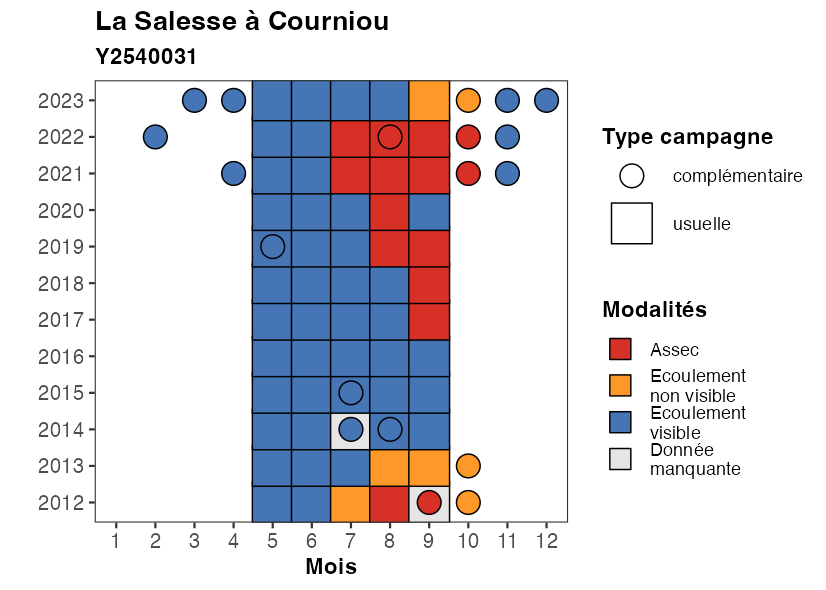 La Salesse à Courniou
Y2540031
2023
2022
2021
2020
2019
2018
2017
2016
2015
2014
2013
2012
1 2 3 4 5 6 7 8 9 10 11 12
Mois
Type campagne
complémentaire
usuelle
Modalités
Assec
Ecoulement
non visible
Ecoulement
visible
Donnée
manquante